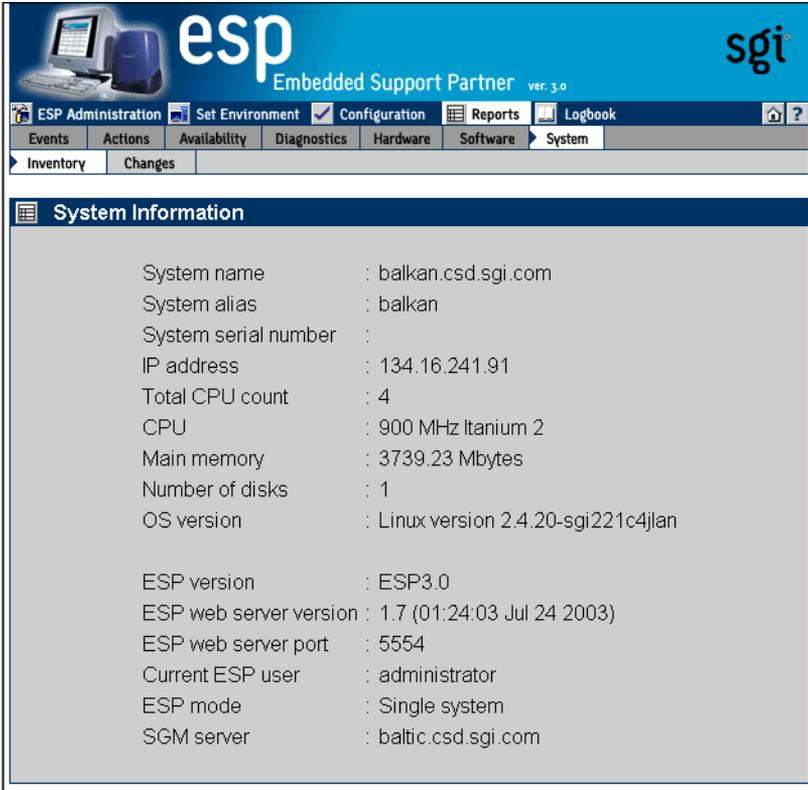 esp
Embedded Support Partner ver. 3.0
sgi
ESP Administration Set Environment Configuration Reports Logbook ?
Events Actions Availability Diagnostics Hardware Software System
Inventory Changes
System Information
System name : balkan.csd.sgi.com
System alias : balkan
System serial number :
IP address : 134.16.241.91
Total CPU count : 4
CPU : 900 MHz Itanium 2
Main memory : 3739.23 Mbytes
Number of disks : 1
OS version : Linux version 2.4.20-sgi221c4jlan
ESP version : ESP3.0
ESP web server version : 1.7 (01:24:03 Jul 24 2003)
ESP web server port : 5554
Current ESP user : administrator
ESP mode : Single system
SGM server : baltic.csd.sgi.com